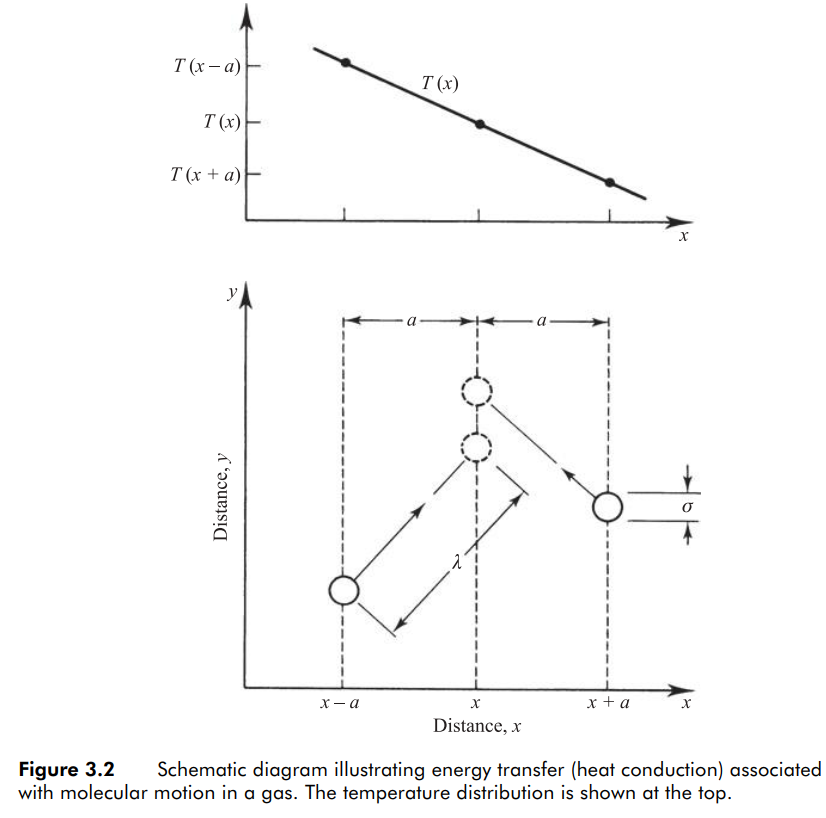 T(x − a)
T(x)
T(x)
T(x + a)
x
y
a
a
Distance, y
σ
λ
x − a
x
x + a
x
Distance, x
Figure 3.2 Schematic diagram illustrating energy transfer (heat conduction) associated
with molecular motion in a gas. The temperature distribution is shown at the top.